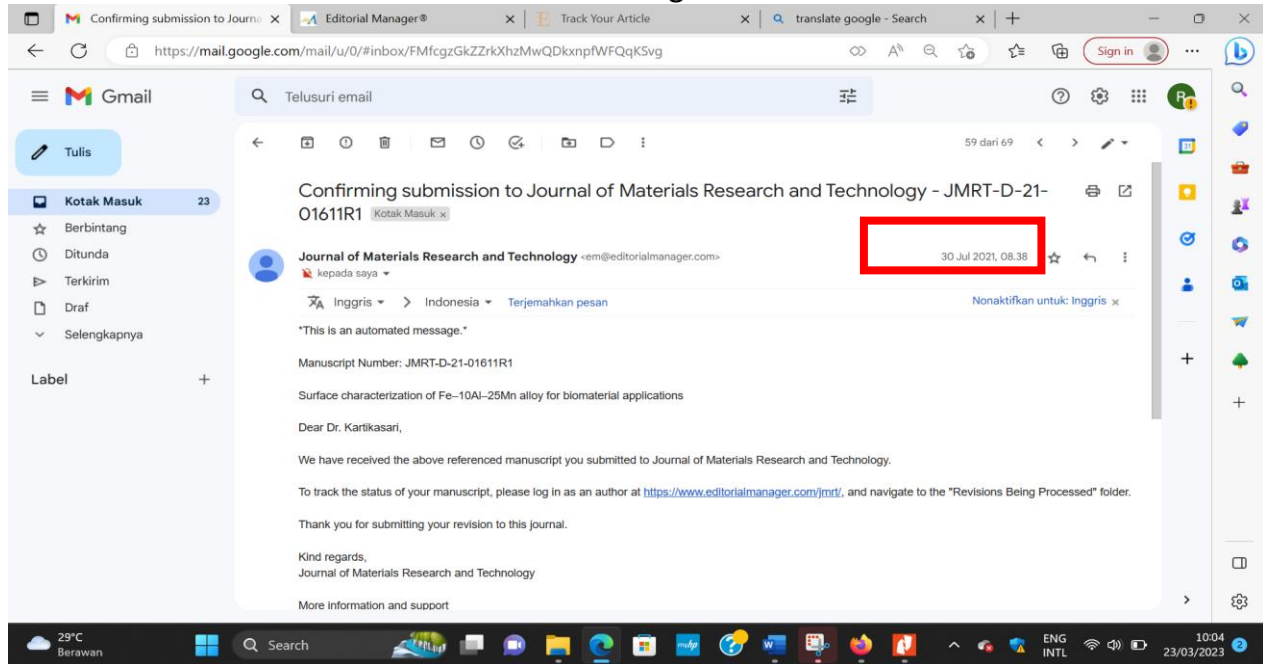 Confirming submission to Journa
Editorial Manager®
Track Your Article
translate google - Search
https://mail.google.com/mail/u/0/#inbox/FMfcgzGkZZrkXhzMwQDkxnpfWFQqKSvg
Sign in
Gmail
Telusuri email
Tulis
59 dari 69
Kotak Masuk 23
Berbintang
Ditunda
Terkirim
Draf
Selengkapnya
Label
Confirming submission to Journal of Materials Research and Technology - JMRT-D-21-
01611R1 Kotak Masuk x
Journal of Materials Research and Technology <em@editorialmanager.com> 30 Jul 2021, 08.38
kepada saya
Inggris > Indonesia Terjemahkan pesan Nonaktifkan untuk: Inggris x
*This is an automated message.*
Manuscript Number: JMRT-D-21-01611R1
Surface characterization of Fe–10Al–25Mn alloy for biomaterial applications
Dear Dr. Kartikasari,
We have received the above referenced manuscript you submitted to Journal of Materials Research and Technology.
To track the status of your manuscript, please log in as an author at https://www.editorialmanager.com/jmrt/, and navigate to the "Revisions Being Processed" folder.
Thank you for submitting your revision to this journal.
Kind regards,
Journal of Materials Research and Technology
More information and support
29°C
Berawan
Search
ENG
INTL
10:04
23/03/2023
2